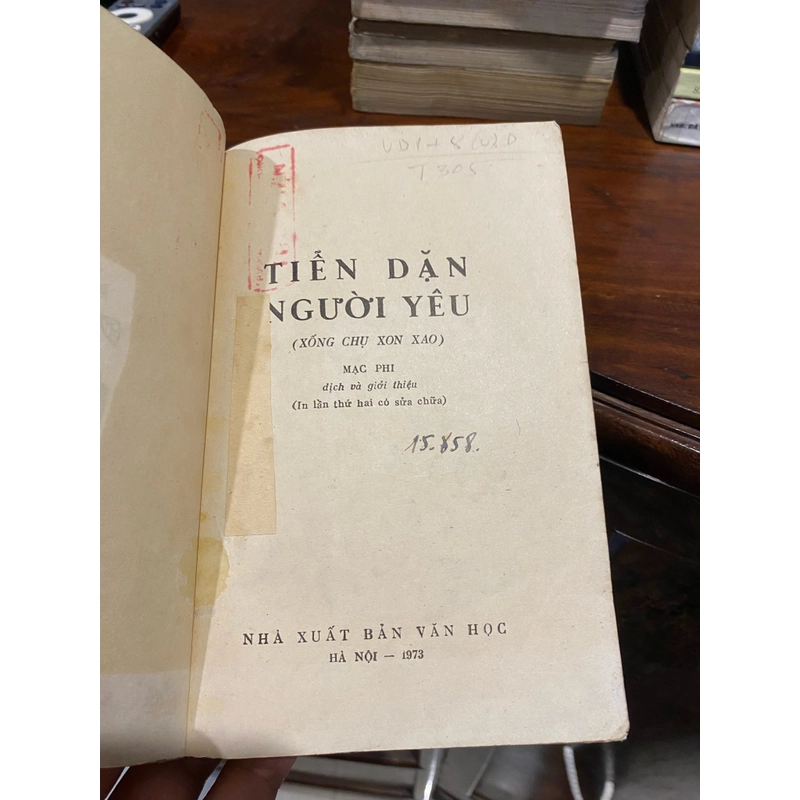 T 305
TIỄN DẶN
NGƯỜI YÊU
(XỐNG CHỤ XON XAO)
MẠC PHI
dịch và giới thiệu
(In lần thứ hai có sửa chữa)
15.858.
NHÀ XUẤT BẢN VĂN HỌC
HÀ NỘI — 1973